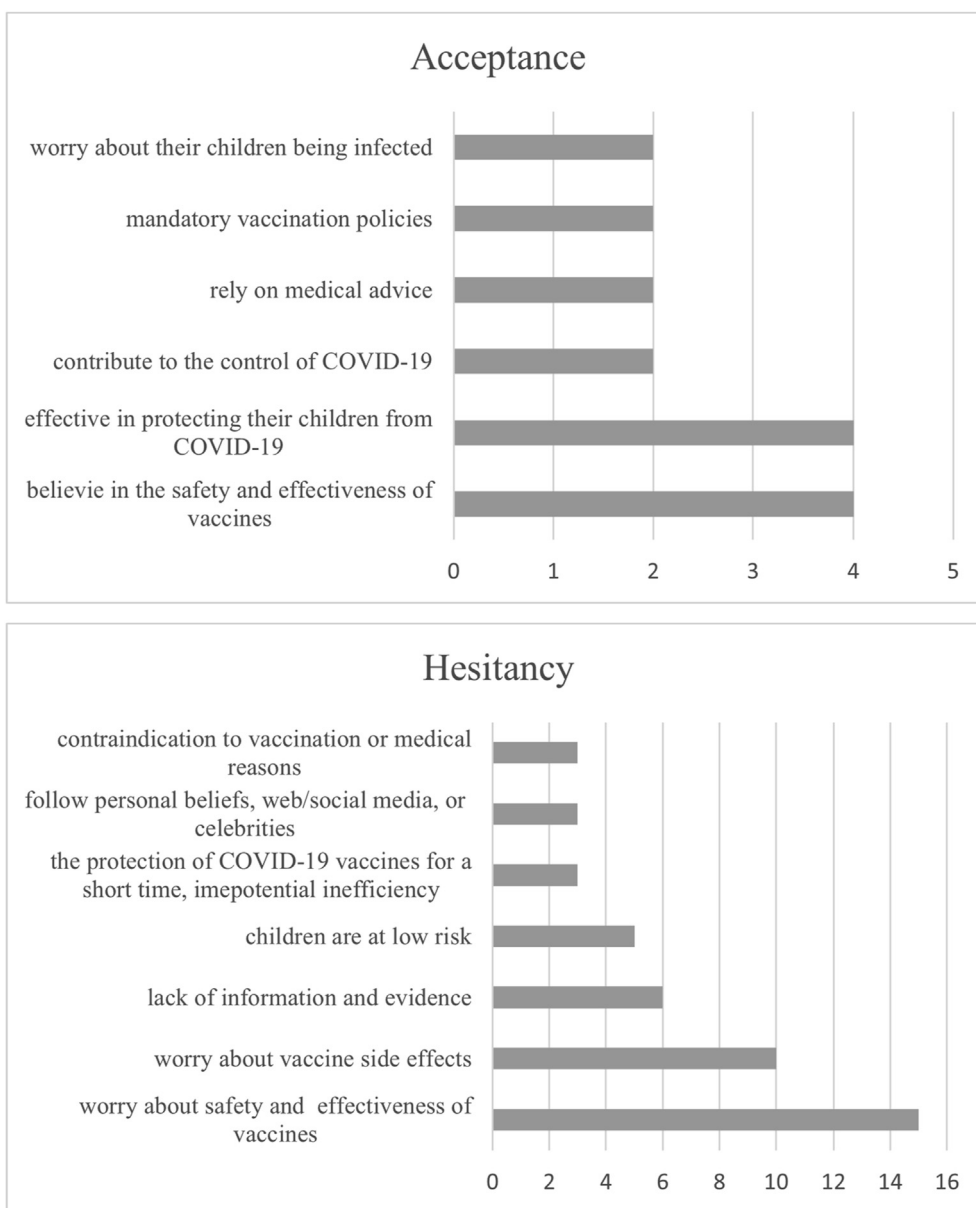 Acceptance
worry about their children being infected
mandatory vaccination policies
rely on medical advice
contribute to the control of COVID-19
effective in protecting their children from
COVID-19
believie in the safety and effectiveness of
vaccines
0 1 2 3 4 5
Hesitancy
contraindication to vaccination or medical
reasons
follow personal beliefs, web/social media, or
celebrities
the protection of COVID-19 vaccines for a
short time, imepotential inefficiency
children are at low risk
lack of information and evidence
worry about vaccine side effects
worry about safety and effectiveness of
vaccines
0 2 4 6 8 10 12 14 16